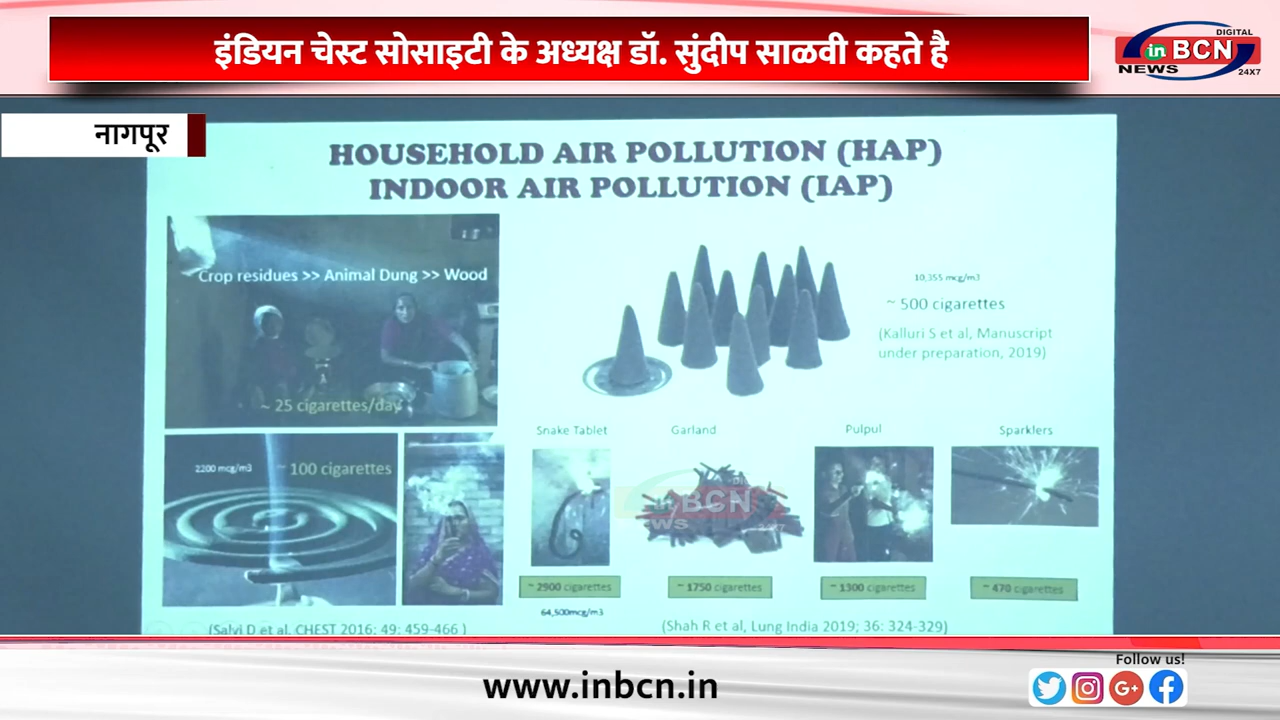 इंडियन चेस्ट सोसाइटी के अध्यक्ष डॉ. सुंदीप साळवी कहते है
DIGITAL
in BCN
NEWS 24X7
नागपूर
HOUSEHOLD AIR POLLUTION (HAP)
INDOOR AIR POLLUTION (IAP)
Crop residues >> Animal Dung >> Wood
~ 25 cigarettes/day
10,355 mcg/m3
~ 500 cigarettes
(Kalluri S et al, Manuscript
under preparation, 2019)
2200 mcg/m3
~ 100 cigarettes
Snake Tablet
Garland
Pulpul
Sparklers
in BCN
NEWS 24X7
~ 2900 cigarettes
~ 1750 cigarettes
~ 1300 cigarettes
~ 470 cigarettes
64,500mcg/m3
(Salvi D et al, CHEST 2016; 49: 459-466 )
(Shah R et al, Lung India 2019; 36: 324-329)
www.inbcn.in
Follow us!
G+